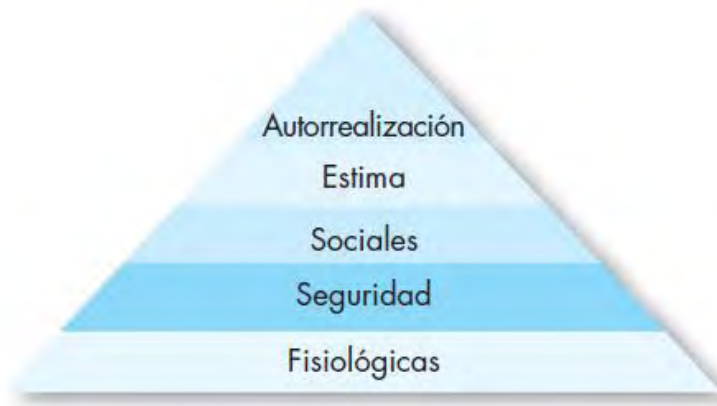 Autorrealización
Estima
Sociales
Seguridad
Fisiológicas